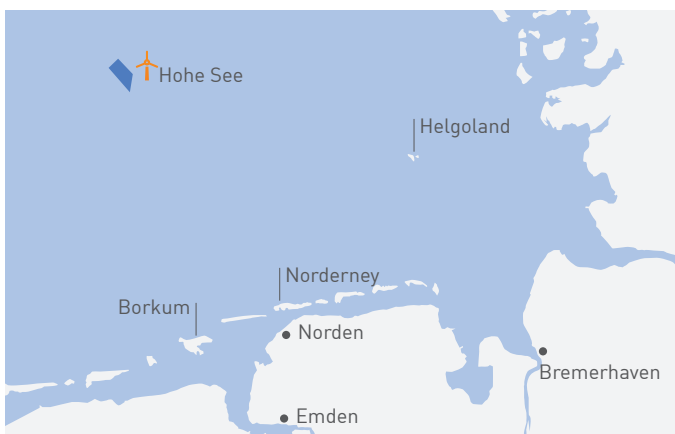 Hohe See
Helgoland
Norderney
Borkum
Norden
Bremerhaven
Emden